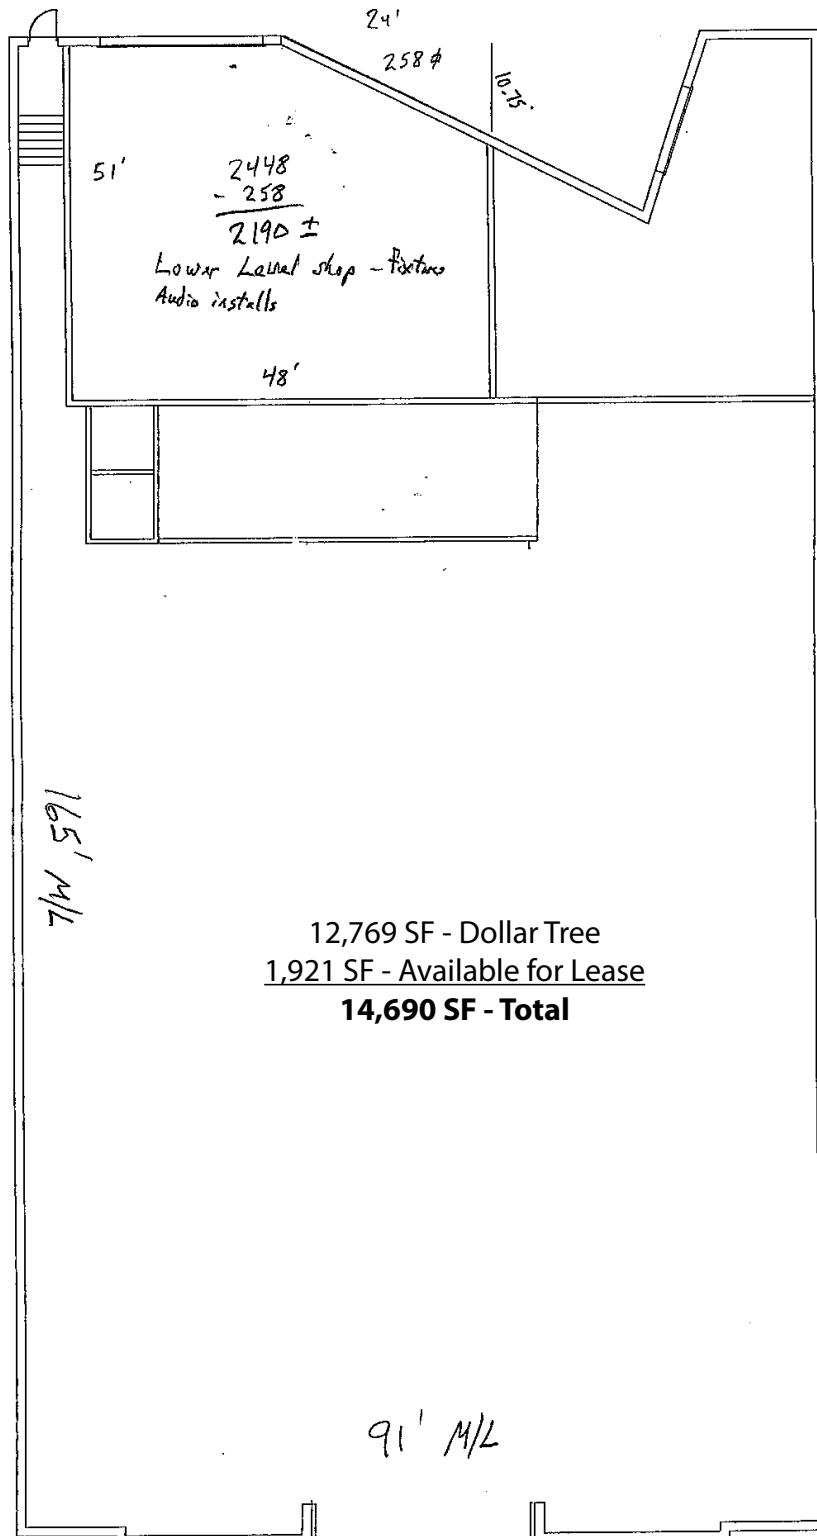 24'
258 ϕ
10.75'
51'
2448
- 258
2190 ±
Lower Level shop - fixtures
Audio installs
48'
165' M/L
12,769 SF - Dollar Tree
1,921 SF - Available for Lease
14,690 SF - Total
91' M/L